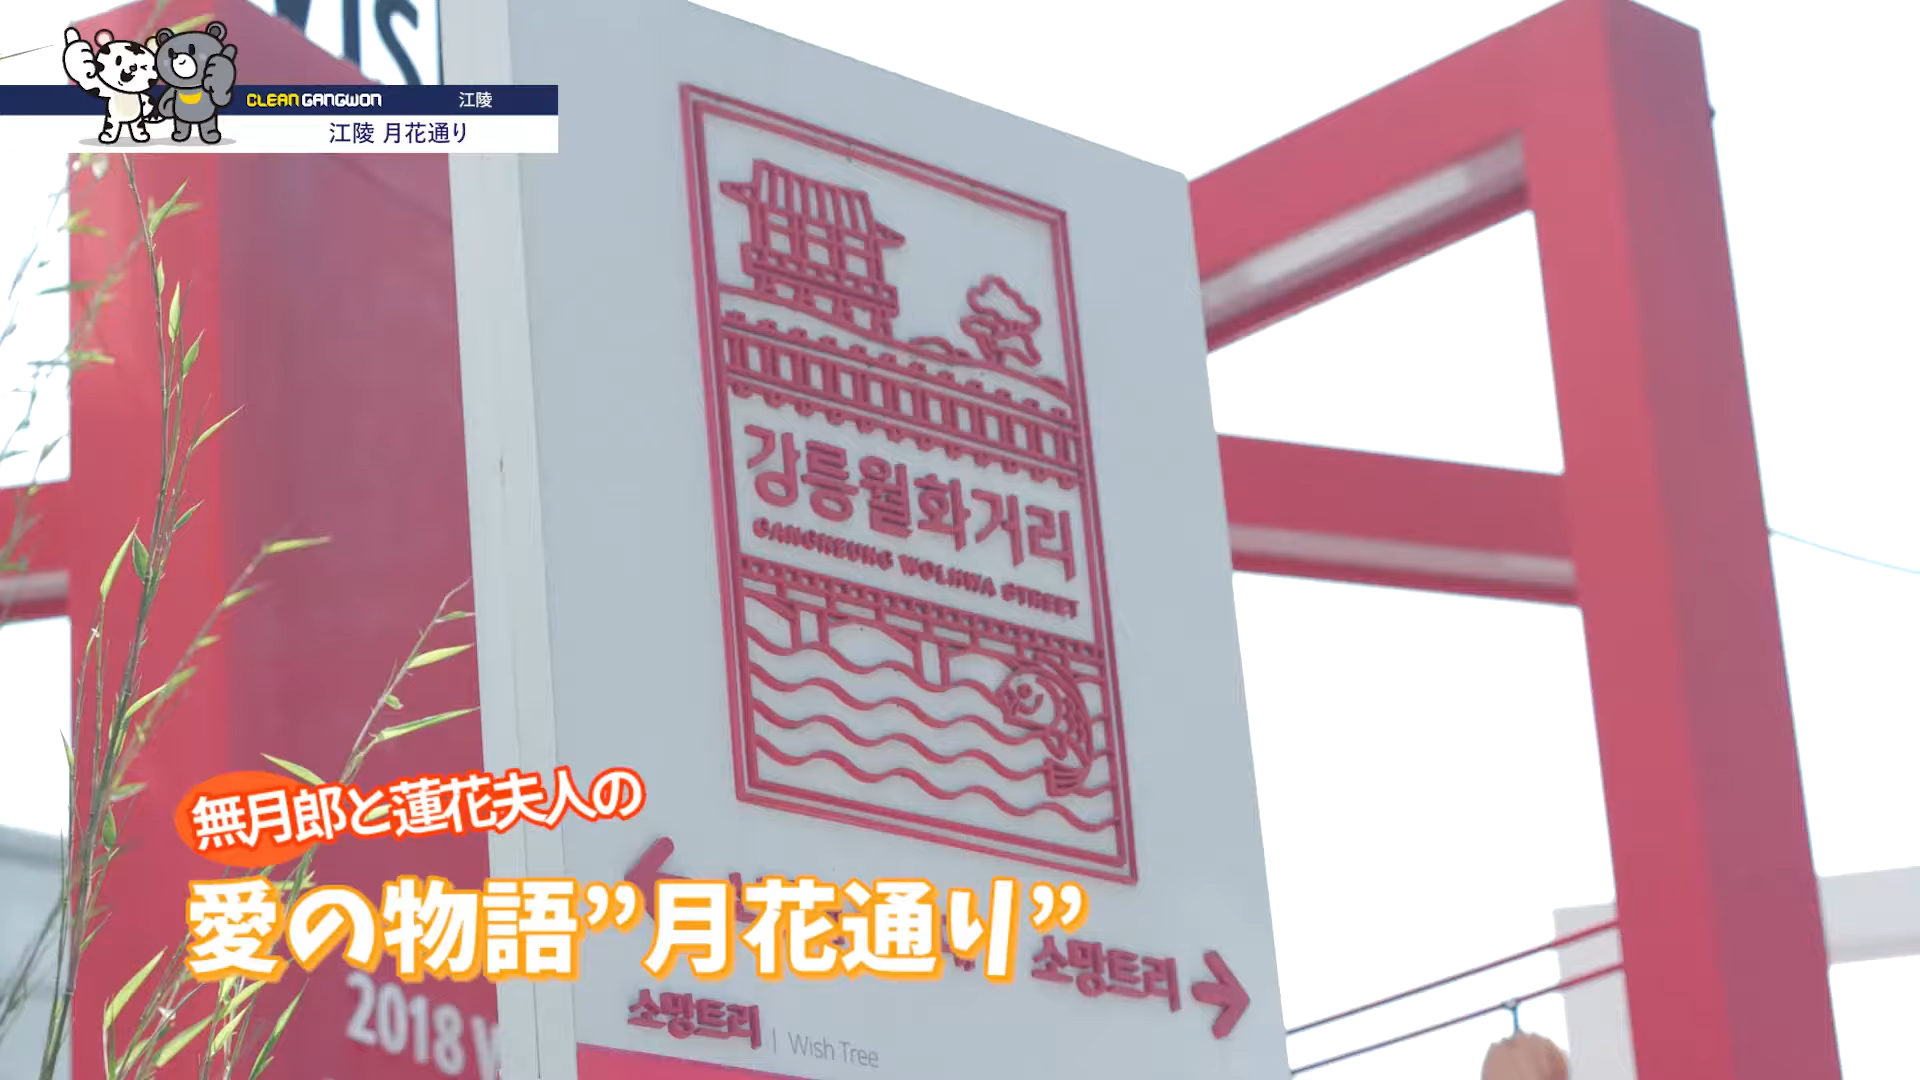 CLEAN GANGWON 江陵
江陵 月花通り
강릉월화거리
GANGNEUNG WOLHWA STREET
無月郎と蓮花夫人の
愛の物語”月花通り”
소망트리
소망트리 | Wish Tree
2018